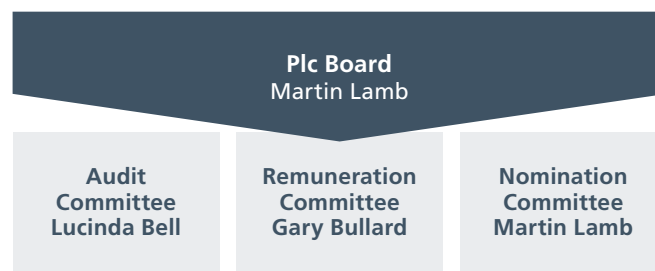 Plc Board
Martin Lamb
Audit
Committee
Lucinda Bell
Remuneration
Committee
Gary Bullard
Nomination
Committee
Martin Lamb